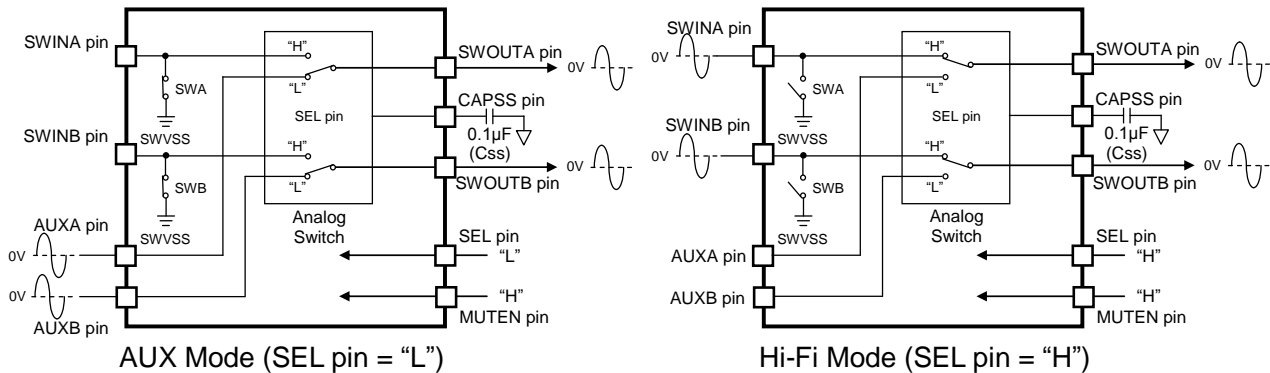 SWINA pin
“H”
SWOUTA pin
0V
SWA
“L”
CAPSS pin
SEL pin
SWINB pin
SWVSS
0.1µF
(Css)
“H”
0V
SWB
“L”
SWOUTB pin
Analog
Switch
AUXA pin
SWVSS
SEL pin
0V
“L”
0V
“H”
AUXB pin
MUTEN pin
AUX Mode (SEL pin = “L”)
SWINA pin
0V
“H”
SWOUTA pin
0V
SWA
“L”
CAPSS pin
SEL pin
SWINB pin
SWVSS
0.1µF
(Css)
0V
“H”
0V
SWB
“L”
SWOUTB pin
Analog
Switch
SWVSS
SEL pin
AUXA pin
“H”
AUXB pin
“H”
MUTEN pin
Hi-Fi Mode (SEL pin = “H”)